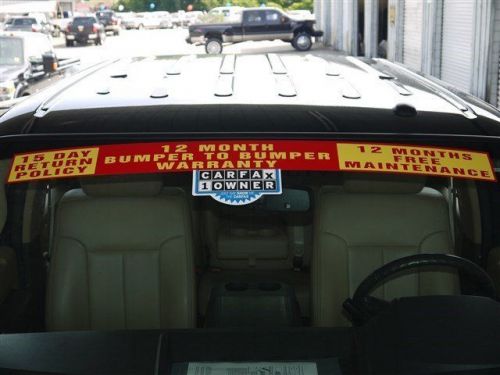 15 DAY
RETURN
POLICY
12 MONTH
BUMPER TO BUMPER
WARRANTY
12 MONTHS
FREE
MAINTENANCE
CARFAX
1 OWNER